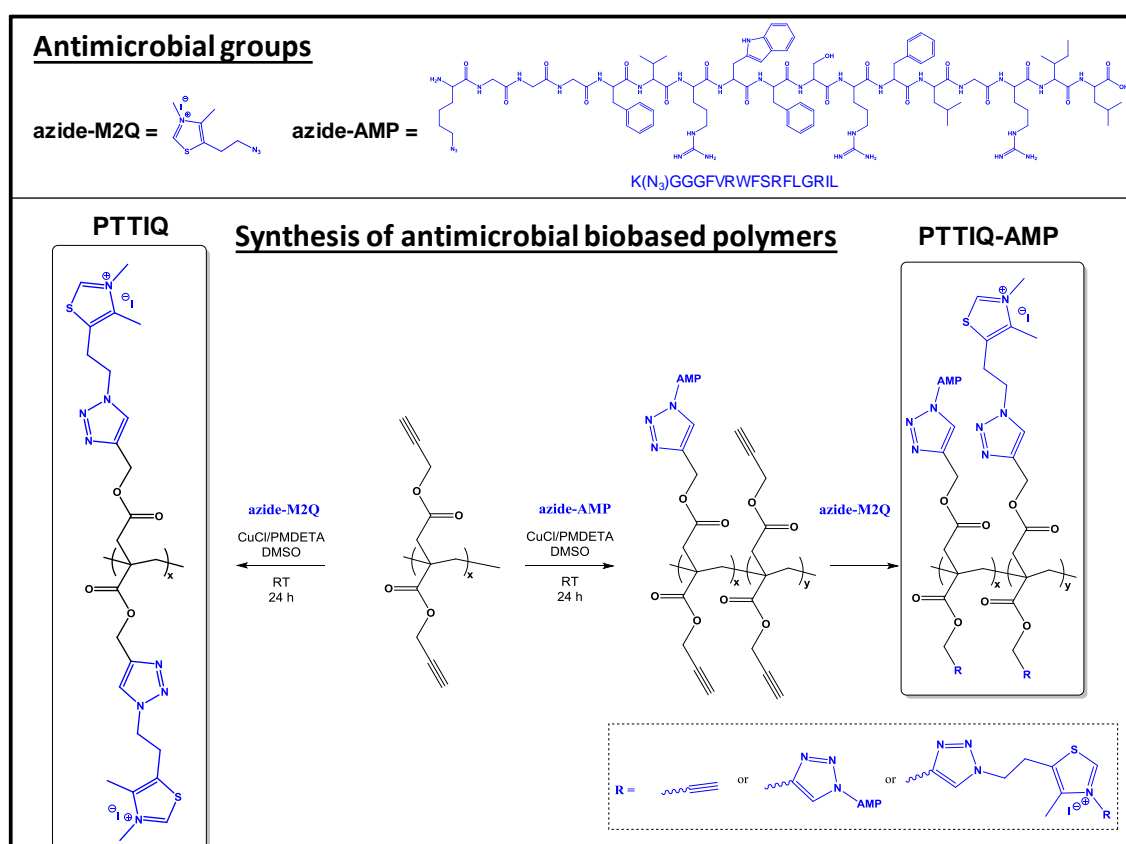 Antimicrobial groups
azide-M2Q =
azide-AMP =
K(N3)GGGFVRWFSRFLGRIL
PTTIQ
Synthesis of antimicrobial biobased polymers
PTTIQ-AMP
azide-M2Q
CuCl/PMDETA
DMSO
RT
24 h
azide-AMP
CuCl/PMDETA
DMSO
RT
24 h
azide-M2Q
AMP
AMP
x
x
y
x
y
R
R
R =
or
AMP
or
R